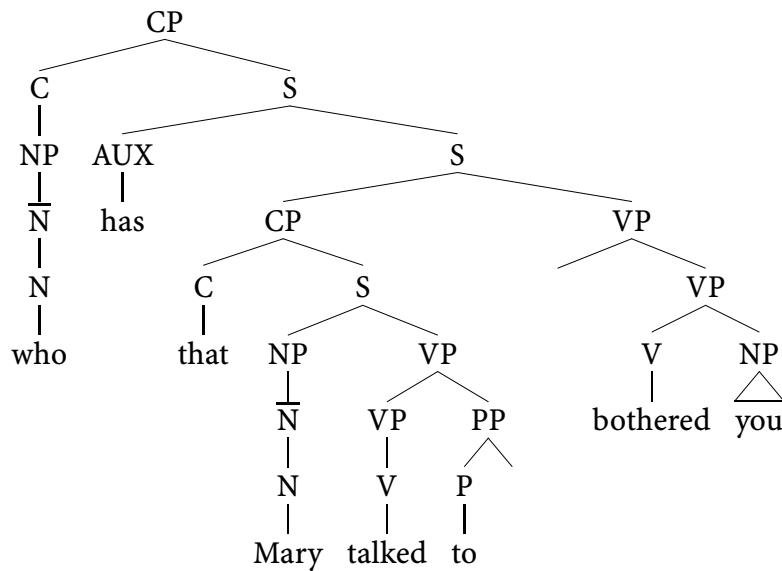 CP
C S
NP AUX S
N̅ has CP VP
N C S VP
who that NP VP V NP
N̅ VP PP bothered you
N V P
Mary talked to